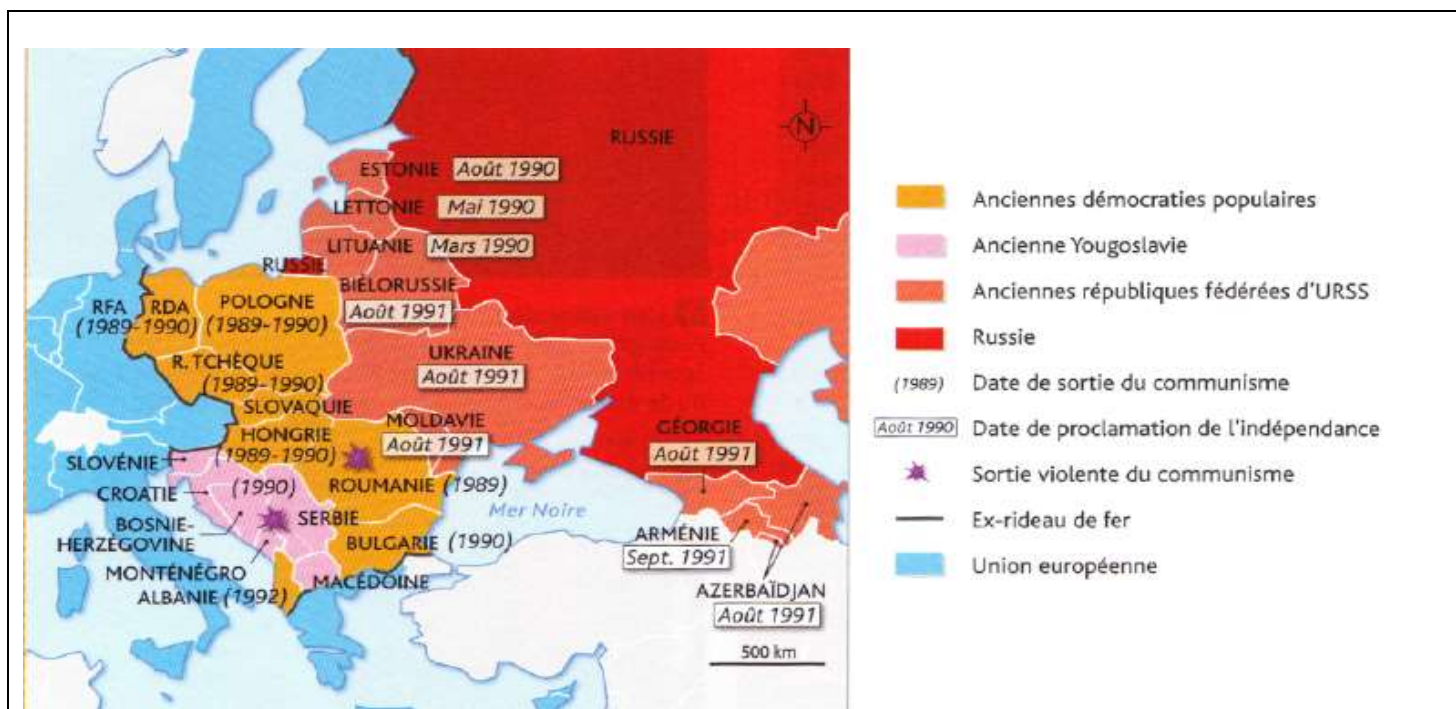 RUSSIE
N
ESTONIE Août 1990
LETTONIE Mai 1990
LITUANIE Mars 1990
RUSSIE
BIÉLORUSSIE
Août 1991
RFA
(1989-1990)
RDA
POLOGNE
(1989-1990)
R. TCHÈQUE
(1989-1990)
UKRAINE
Août 1991
SLOVAQUIE
MOLDAVIE
Août 1991
HONGRIE
(1989-1990)
GÉORGIE
Août 1991
SLOVÉNIE
CROATIE
(1990)
ROUMANIE (1989)
Mer Noire
BOSNIE-
HERZÉGOVINE
SERBIE
BULGARIE (1990)
ARMÉNIE
Sept. 1991
MONTÉNÉGRO
ALBANIE (1992)
MACÉDOINE
AZERBAÏDJAN
Août 1991
500 km
Anciennes démocraties populaires
Ancienne Yougoslavie
Anciennes républiques fédérées d'URSS
Russie
(1989) Date de sortie du communisme
Août 1990 Date de proclamation de l'indépendance
Sortie violente du communisme
Ex-rideau de fer
Union européenne